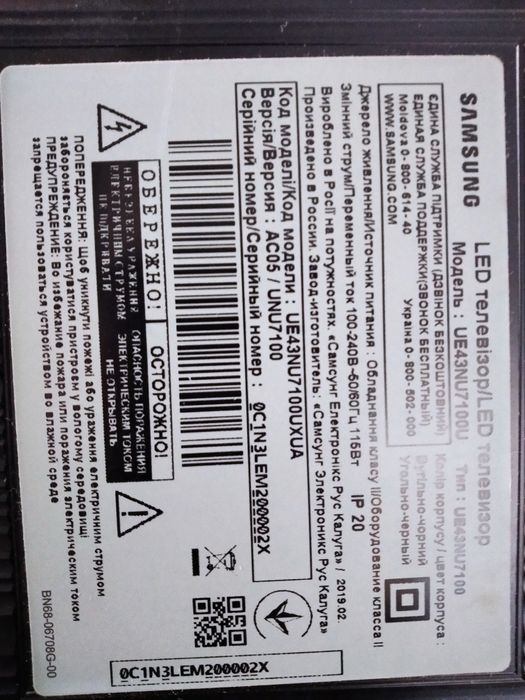 SAMSUNG LED телевізор/LED телевизор
Модель : UE43NU7100U Тип : UE43NU7100
ЄДИНА СЛУЖБА ПІДТРИМКИ (ДЗВІНОК БЕЗКОШТОВНИЙ)
ЕДИНАЯ СЛУЖБА ПОДДЕРЖКИ(ЗВОНОК БЕСПЛАТНЫЙ)
Moldova 0-800-614-40 Україна 0-800-502-000
WWW.SAMSUNG.COM
Колір корпусу / цвет корпуса :
Вугільно-чорний
Угольно-черный
Джерело живлення/Источник питания : Обладнання класу II/Оборудование класса II
Змінний струм/Переменный ток 100-240В~60/60Гц 115Вт IP 20
Вироблено в Росії на потужностях. «Самсунг Електронікс Рус Калуга» / 2019.02.
Произведено в России. Завод-изготовитель : «Самсунг Электроникс Рус Калуга»
Код моделі/Код модели : UE43NU7100UXUA
Версія/Версия : AC05 / UNU7100
Серійний номер/Серийный номер : 0C1N3LEM200002X
ОБЕРЕЖНО! ОСТОРОЖНО!
НЕБЕЗПЕКА УРАЖЕННЯ ОПАСНОСТЬ ПОРАЖЕНИЯ
ЕЛЕКТРИЧНИМ СТРУМОМ ЭЛЕКТРИЧЕСКИМ ТОКОМ
НЕ ВІДКРИВАТИ НЕ ОТКРЫВАТЬ
ПОПЕРЕДЖЕННЯ: Щоб уникнути пожежі або ураження електричним струмом
забороняється користуватися пристроєм у вологому середовищі
ПРЕДУПРЕЖДЕНИЕ: Во избежание пожара или поражения электрическим током
запрещается пользоваться устройством во влажной среде
BN68-06708G-00
0C1N3LEM200002X